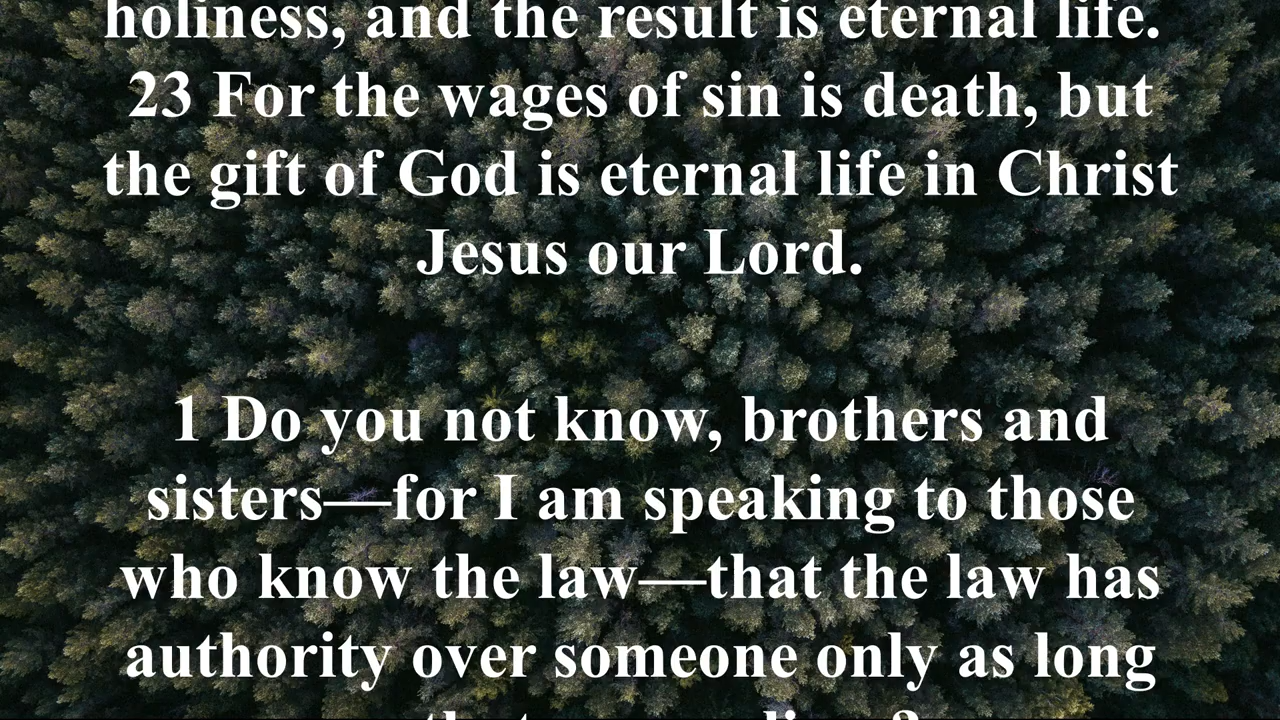 holiness, and the result is eternal life.
23 For the wages of sin is death, but
the gift of God is eternal life in Christ
Jesus our Lord.
1 Do you not know, brothers and
sisters—for I am speaking to those
who know the law—that the law has
authority over someone only as long